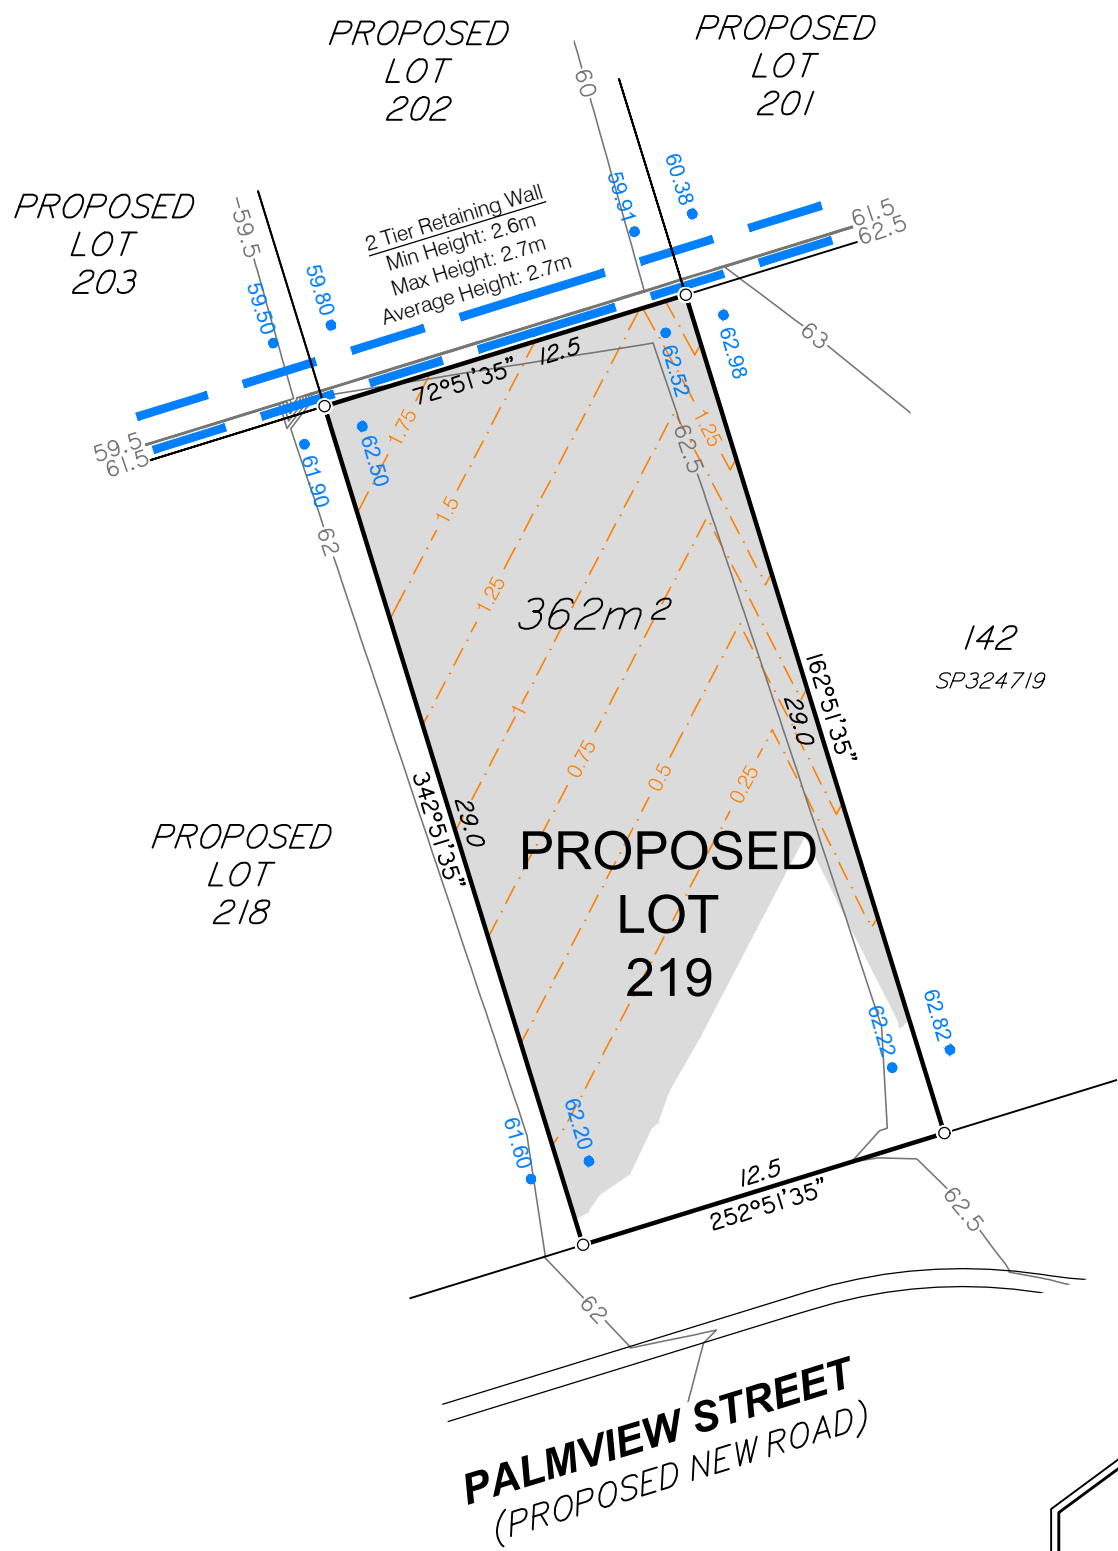 PROPOSED
LOT
202
PROPOSED
LOT
201
60
60.38
59.91
PROPOSED
LOT
203
-59.5
59.50
59.80
2 Tier Retaining Wall
Min Height: 2.6m
Max Height: 2.7m
Average Height: 2.7m
61.5
62.5
63
62.98
62.52
72°51'35"
12.5
59.5
61.5
61.90
62.50
62
1.75
1.5
1.25
1.25
62.5
1
0.75
0.5
0.25
362m²
142
SP324719
162°51'35"
29.0
342°51'35"
29.0
PROPOSED
LOT
218
PROPOSED
LOT
219
62.22
62.82
61.60
62.20
12.5
252°51'35"
62.5
62
PALMVIEW STREET
(PROPOSED NEW ROAD)